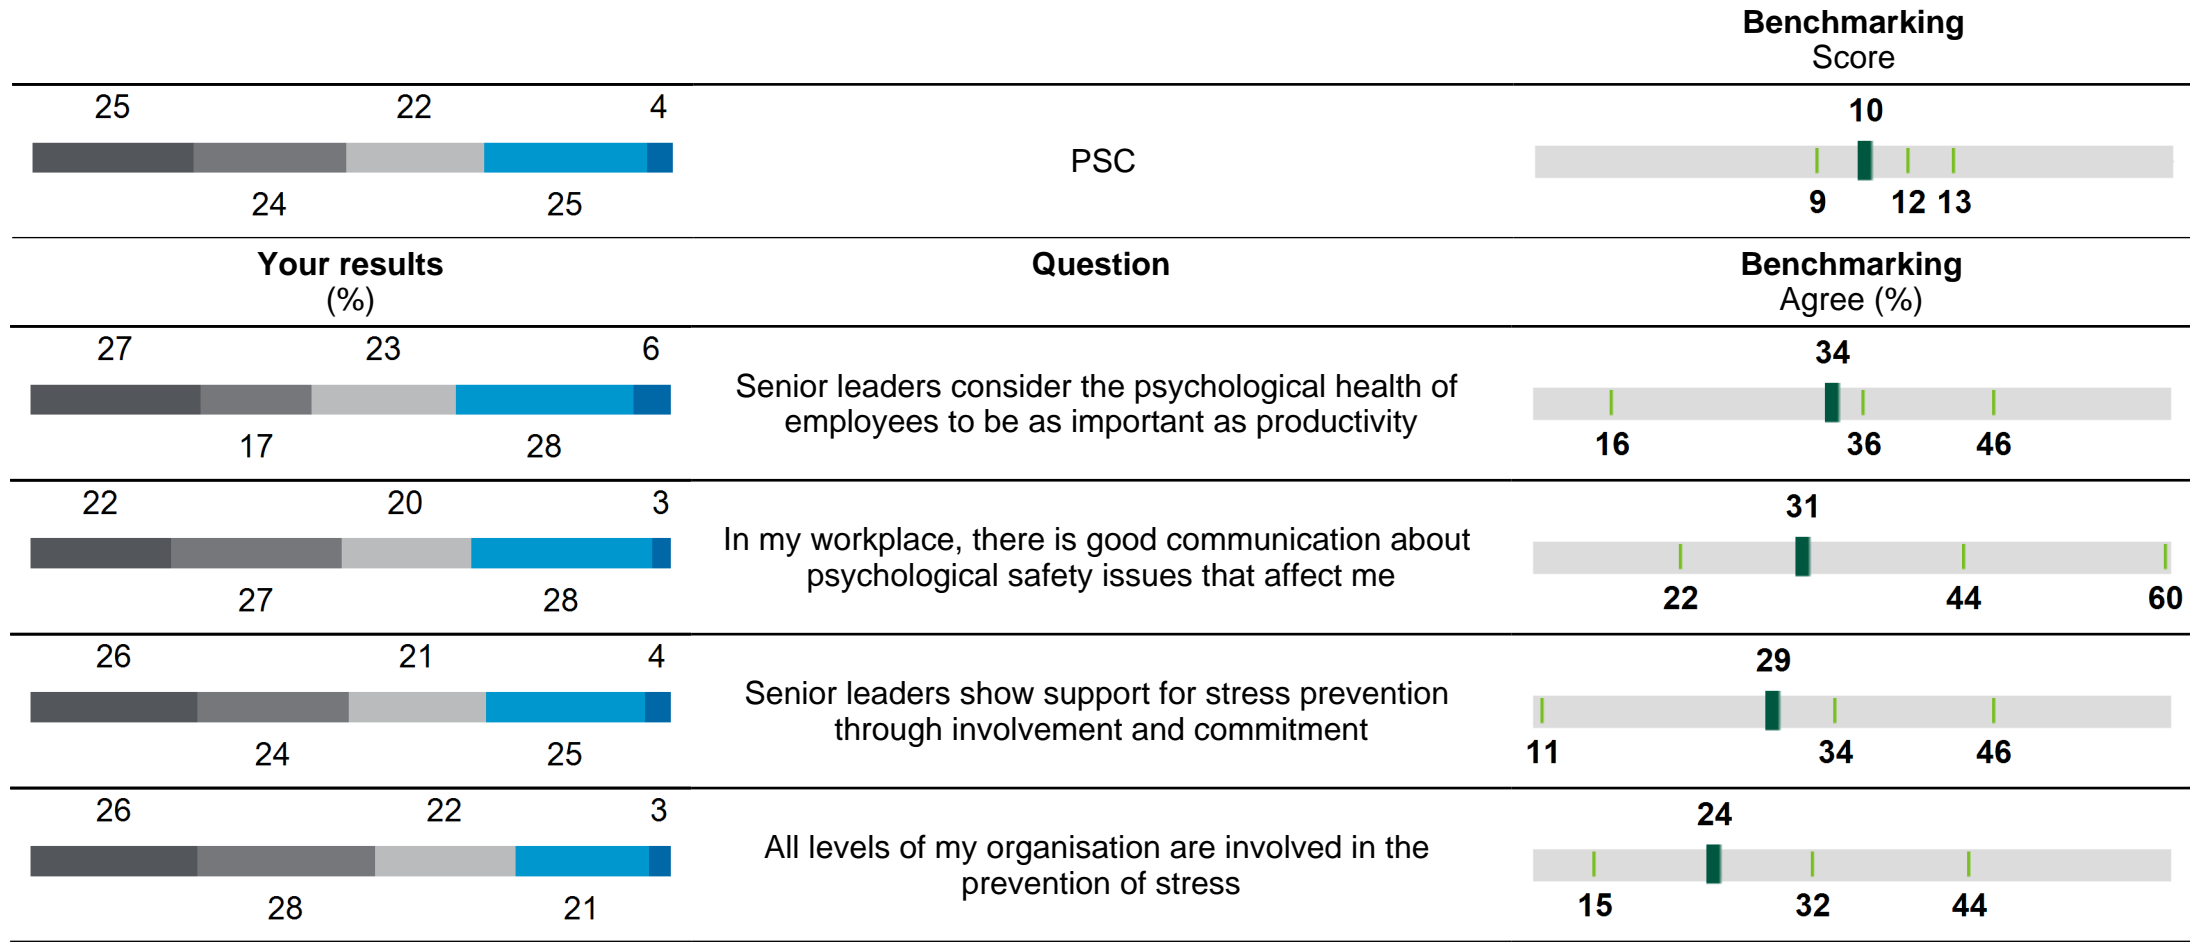 Benchmarking
Score
25 22 4
24 25
PSC
10
9 12 13
Your results
(%)
Question
Benchmarking
Agree (%)
27 23 6
17 28
Senior leaders consider the psychological health of
employees to be as important as productivity
34
16 36 46
22 20 3
27 28
In my workplace, there is good communication about
psychological safety issues that affect me
31
22 44 60
26 21 4
24 25
Senior leaders show support for stress prevention
through involvement and commitment
29
11 34 46
26 22 3
28 21
All levels of my organisation are involved in the
prevention of stress
24
15 32 44